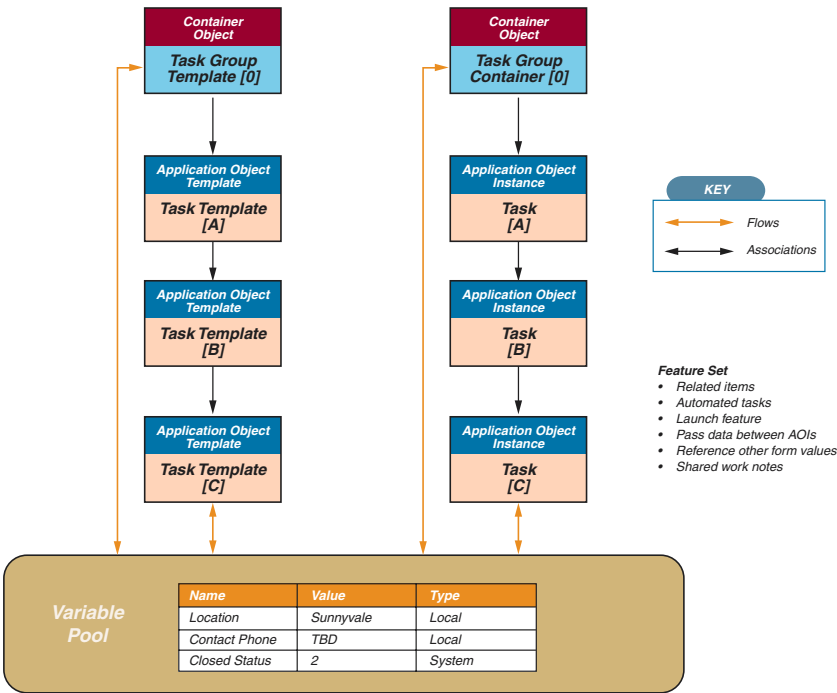 Container
Object
Task Group
Template [0]
Application Object
Template
Task Template
[A]
Application Object
Template
Task Template
[B]
Application Object
Template
Task Template
[C]
Container
Object
Task Group
Container [0]
Application Object
Instance
Task
[A]
Application Object
Instance
Task
[B]
Application Object
Instance
Task
[C]
KEY
Flows
Associations
Feature Set
• Related items
• Automated tasks
• Launch feature
• Pass data between AOIs
• Reference other form values
• Shared work notes
Variable
Pool
Name Value Type
Location Sunnyvale Local
Contact Phone TBD Local
Closed Status 2 System